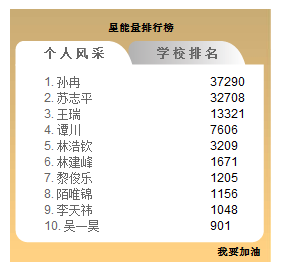 星能量排行榜
个人风采 学校排名
1. 孙冉 37290
2. 苏志平 32708
3. 王瑞 13321
4. 谭川 7606
5. 林浩钦 3209
6. 林建峰 1671
7. 黎俊乐 1205
8. 陌唯锦 1156
9. 李天祎 1048
10. 吴一昊 901
我要加油